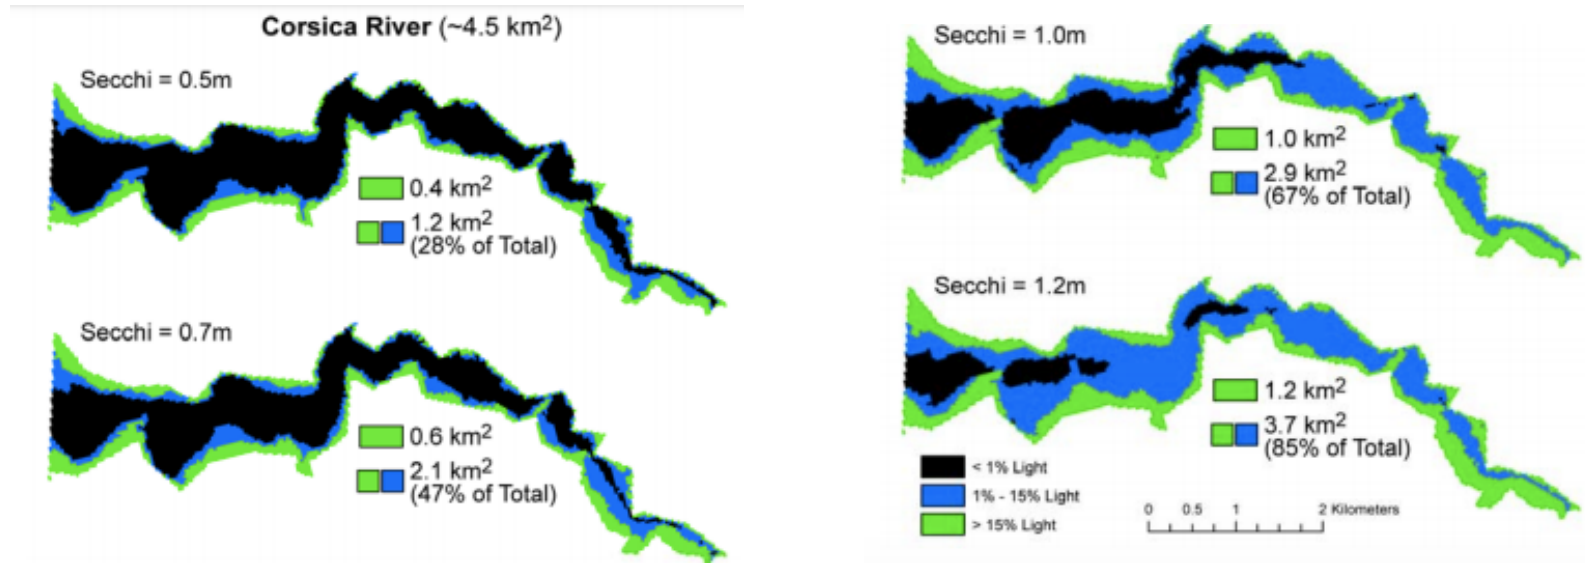 Corsica River (~4.5 km²)
Secchi = 0.5m
0.4 km²
1.2 km²
(28% of Total)
Secchi = 0.7m
0.6 km²
2.1 km²
(47% of Total)
Secchi = 1.0m
1.0 km²
2.9 km²
(67% of Total)
Secchi = 1.2m
1.2 km²
3.7 km²
(85% of Total)
< 1% Light
1% - 15% Light
> 15% Light
0 0.5 1 2 Kilometers